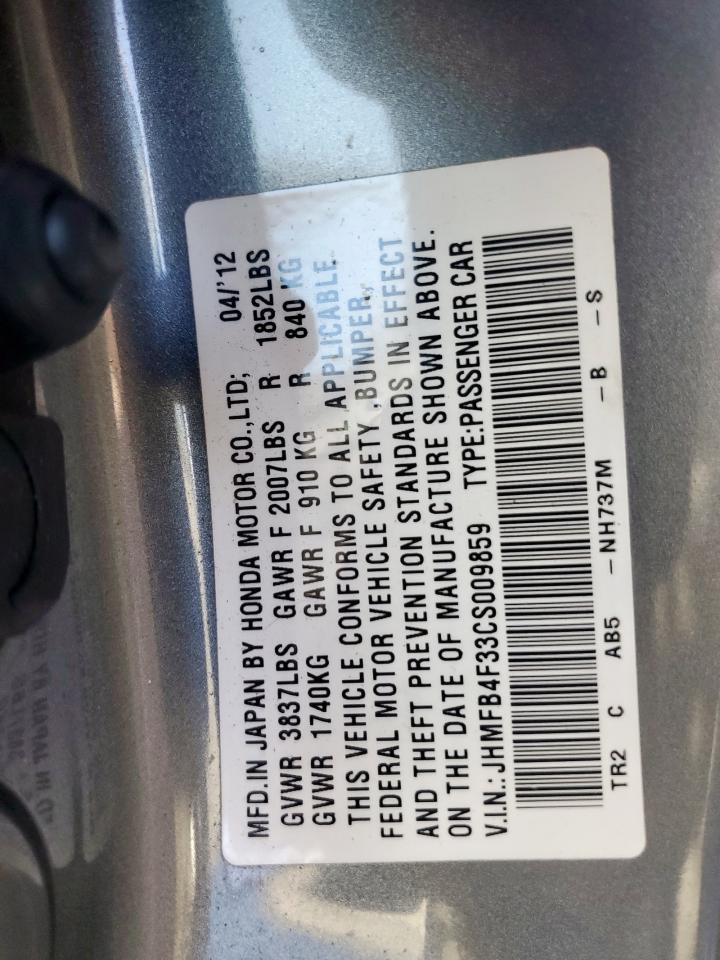 MFD.IN JAPAN BY HONDA MOTOR CO.,LTD; 04/'12
GVWR 3837LBS GAWR F 2007LBS R 1852LBS
GVWR 1740KG GAWR F 910 KG R 840 KG
THIS VEHICLE CONFORMS TO ALL APPLICABLE
FEDERAL MOTOR VEHICLE SAFETY ,BUMPER,
AND THEFT PREVENTION STANDARDS IN EFFECT
ON THE DATE OF MANUFACTURE SHOWN ABOVE.
V.I.N.: JHMFB4F33CS009859 TYPE:PASSENGER CAR
TR2 C AB5 -NH737M -B -S